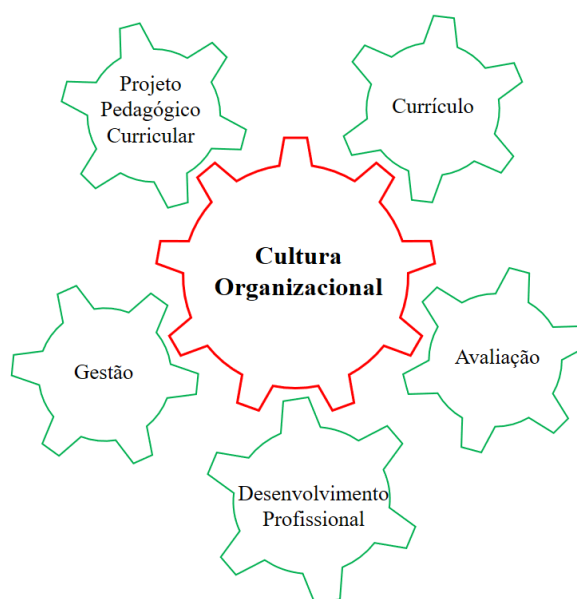 Projeto
Pedagógico
Curricular
Currículo
Cultura
Organizacional
Gestão
Avaliação
Desenvolvimento
Profissional